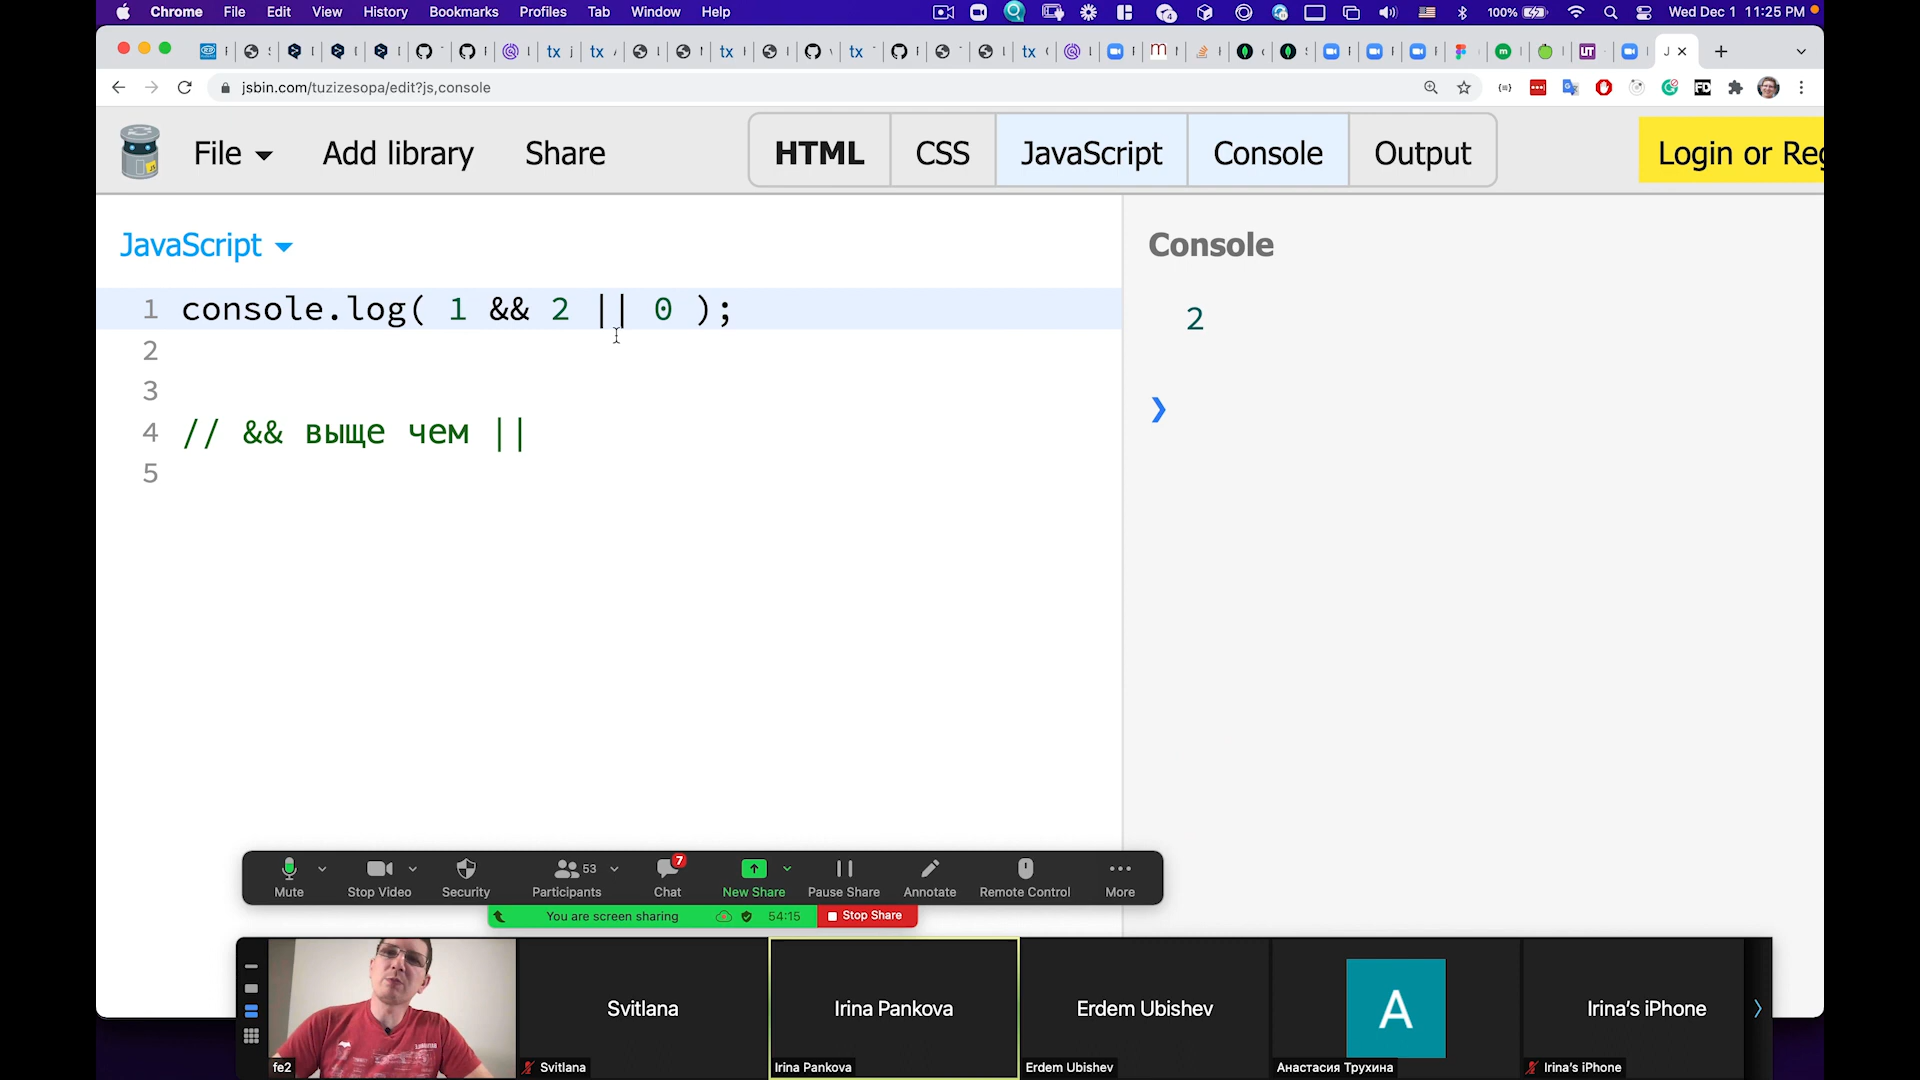 Chrome File Edit View History Bookmarks Profiles Tab Window Help 100% Wed Dec 1 11:25 PM
jsbin.com/tuzizesopa/edit?js,console
File Add library Share HTML CSS JavaScript Console Output Login or Reg
JavaScript
Console
1 console.log( 1 && 2 || 0 );
2
2
3
4 // && выще чем ||
5
❯
Mute Stop Video Security Participants 53 Chat 7 New Share Pause Share Annotate Remote Control More
You are screen sharing 54:15 Stop Share
Svitlana Irina Pankova Erdem Ubishev A Irina's iPhone
fe2 Svitlana Irina Pankova Erdem Ubishev Анастасия Трухина Irina's iPhone